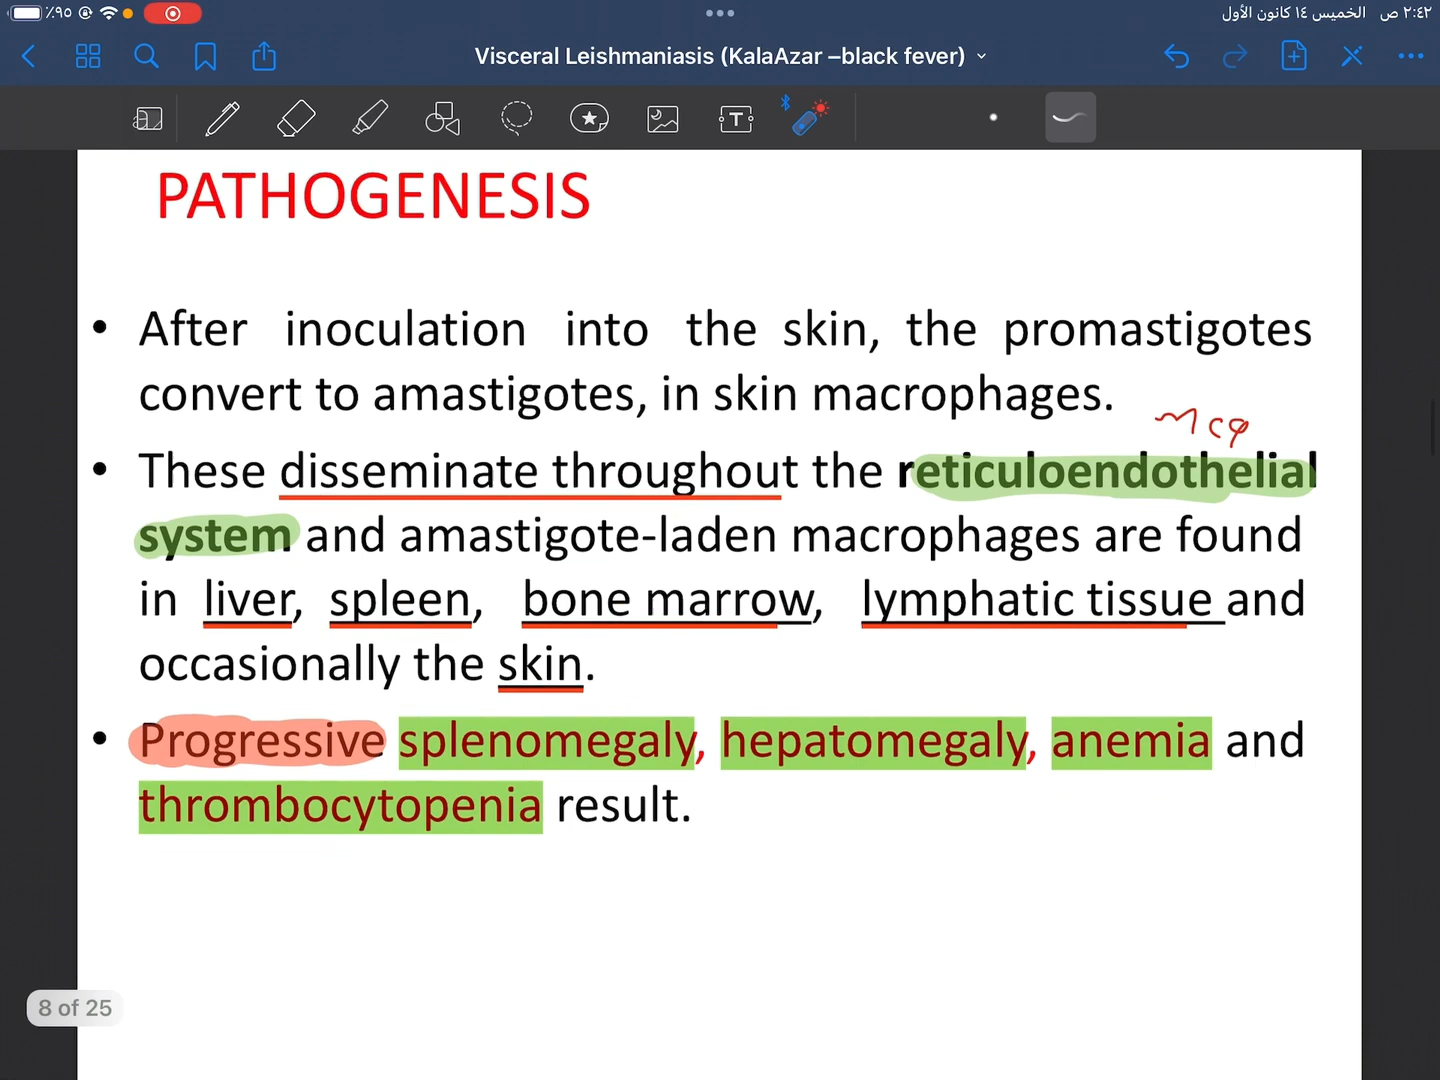 ٪٩٥
٢:٤٢ ص الخميس ١٤ كانون الأول
Visceral Leishmaniasis (KalaAzar –black fever)
T
PATHOGENESIS
• After inoculation into the skin, the promastigotes
convert to amastigotes, in skin macrophages.
MCQ
• These disseminate throughout the reticuloendothelial
system and amastigote-laden macrophages are found
in liver, spleen, bone marrow, lymphatic tissue and
occasionally the skin.
• Progressive splenomegaly, hepatomegaly, anemia and
thrombocytopenia result.
8 of 25